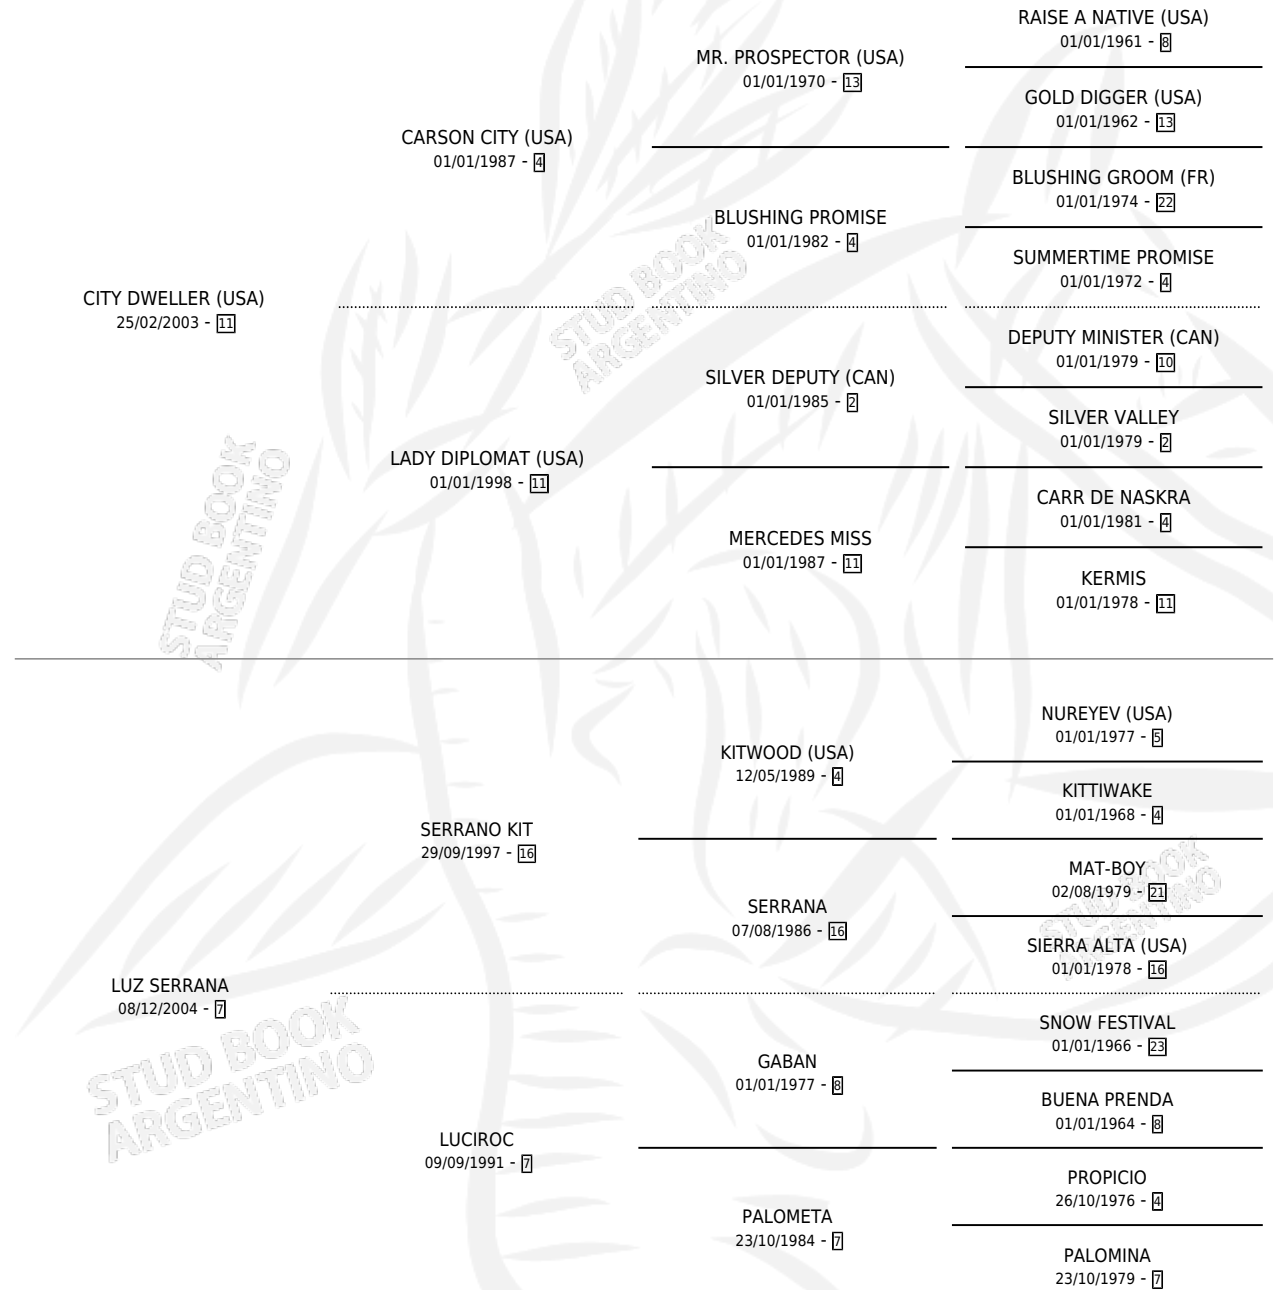 RAISE A NATIVE (USA)
01/01/1961 - 8
MR. PROSPECTOR (USA)
01/01/1970 - 13
GOLD DIGGER (USA)
01/01/1962 - 13
CARSON CITY (USA)
01/01/1987 - 4
BLUSHING GROOM (FR)
01/01/1974 - 22
BLUSHING PROMISE
01/01/1982 - 4
SUMMERTIME PROMISE
01/01/1972 - 4
CITY DWELLER (USA)
25/02/2003 - 11
DEPUTY MINISTER (CAN)
01/01/1979 - 10
SILVER DEPUTY (CAN)
01/01/1985 - 2
SILVER VALLEY
01/01/1979 - 2
LADY DIPLOMAT (USA)
01/01/1998 - 11
CARR DE NASKRA
01/01/1981 - 4
MERCEDES MISS
01/01/1987 - 11
KERMIS
01/01/1978 - 11
NUREYEV (USA)
01/01/1977 - 5
KITWOOD (USA)
12/05/1989 - 4
KITTIWAKE
01/01/1968 - 4
SERRANO KIT
29/09/1997 - 16
MAT-BOY
02/08/1979 - 21
SERRANA
07/08/1986 - 16
SIERRA ALTA (USA)
01/01/1978 - 16
LUZ SERRANA
08/12/2004 - 7
SNOW FESTIVAL
01/01/1966 - 23
GABAN
01/01/1977 - 8
BUENA PRENDA
01/01/1964 - 8
LUCIROC
09/09/1991 - 7
PROPICIO
26/10/1976 - 4
PALOMETA
23/10/1984 - 7
PALOMINA
23/10/1979 - 7
STUD BOOK
ARGENTINO
STUD BOOK
ARGENTINO
STUD BOOK
ARGENTINO
STUD BOOK
ARGENTINO